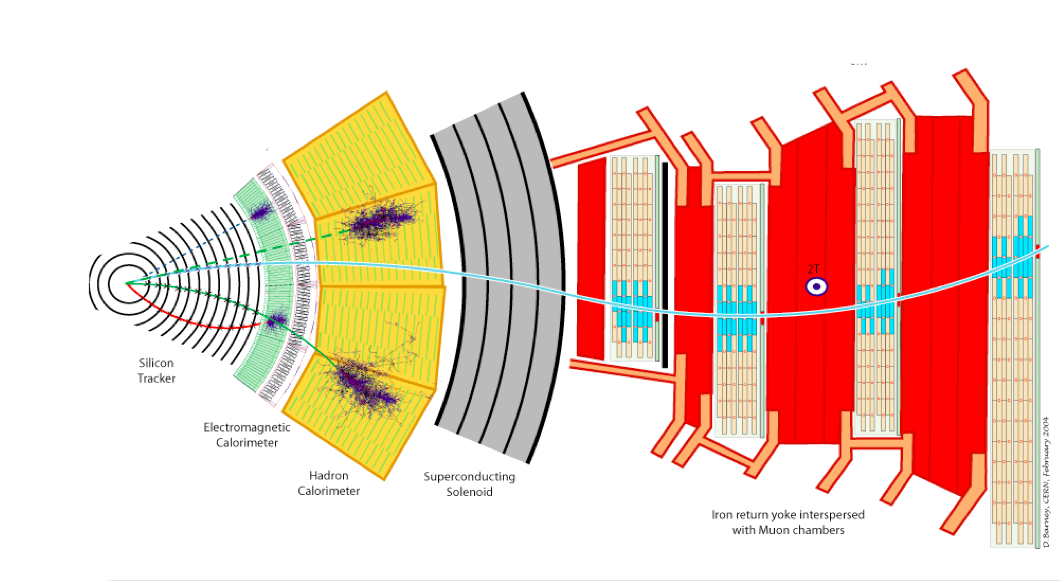 2T
Silicon
Tracker
Electromagnetic
Calorimeter
Hadron
Calorimeter
Superconducting
Solenoid
Iron return yoke interspersed
with Muon chambers
D.Barney, CERN, February 2004